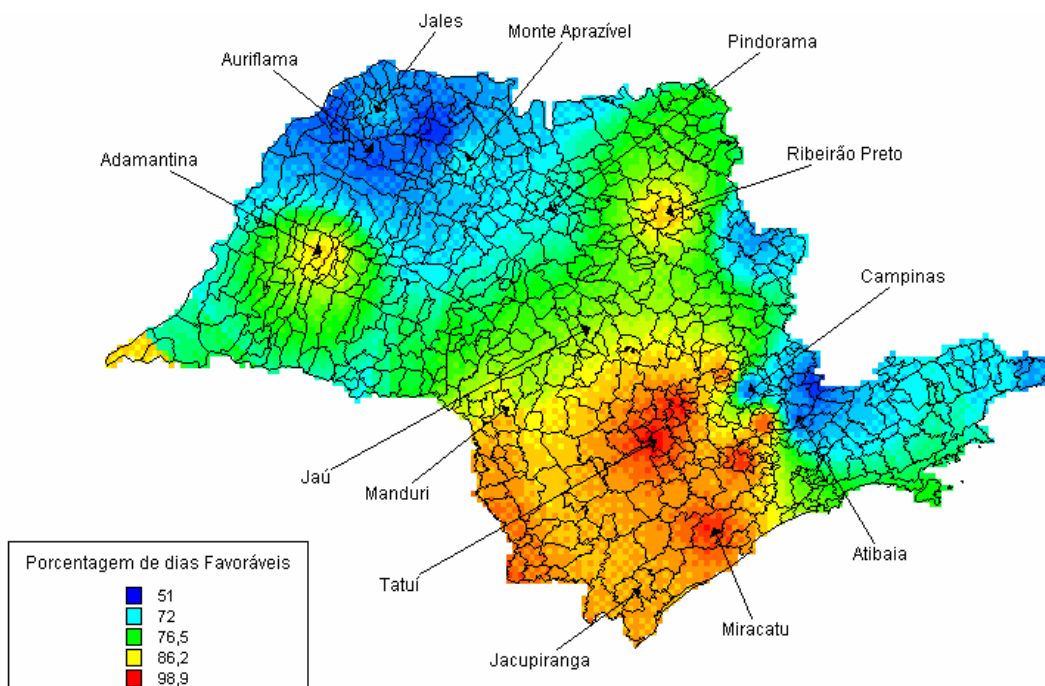 Jales
Monte Aprazível
Pindorama
Auriflama
Adamantina
Ribeirão Preto
Campinas
Jaú
Manduri
Atibaia
Tatuí
Miracatu
Jacupiranga
Porcentagem de dias Favoráveis
51
72
76,5
86,2
98,9